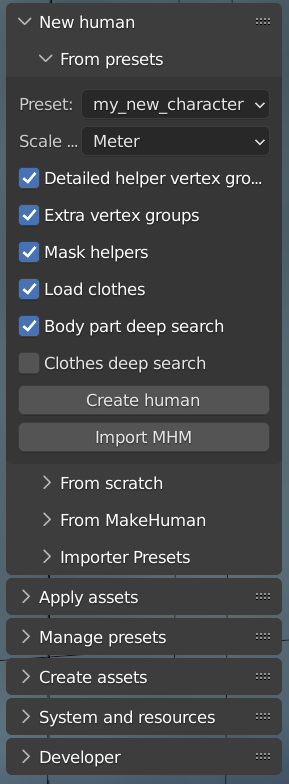 New human
From presets
Preset: my_new_character
Scale ... Meter
Detailed helper vertex gro...
Extra vertex groups
Mask helpers
Load clothes
Body part deep search
Clothes deep search
Create human
Import MHM
From scratch
From MakeHuman
Importer Presets
Apply assets
Manage presets
Create assets
System and resources
Developer